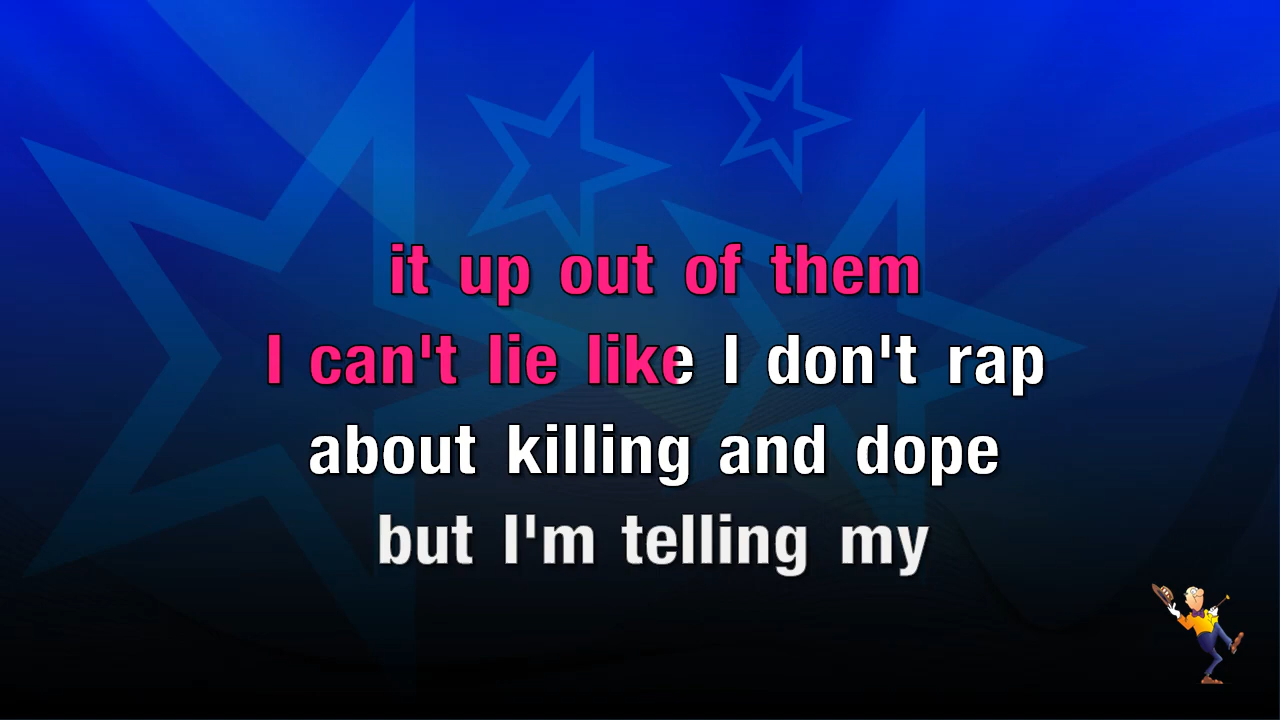 it up out of them
I can't lie like I don't rap
about killing and dope
but I'm telling my